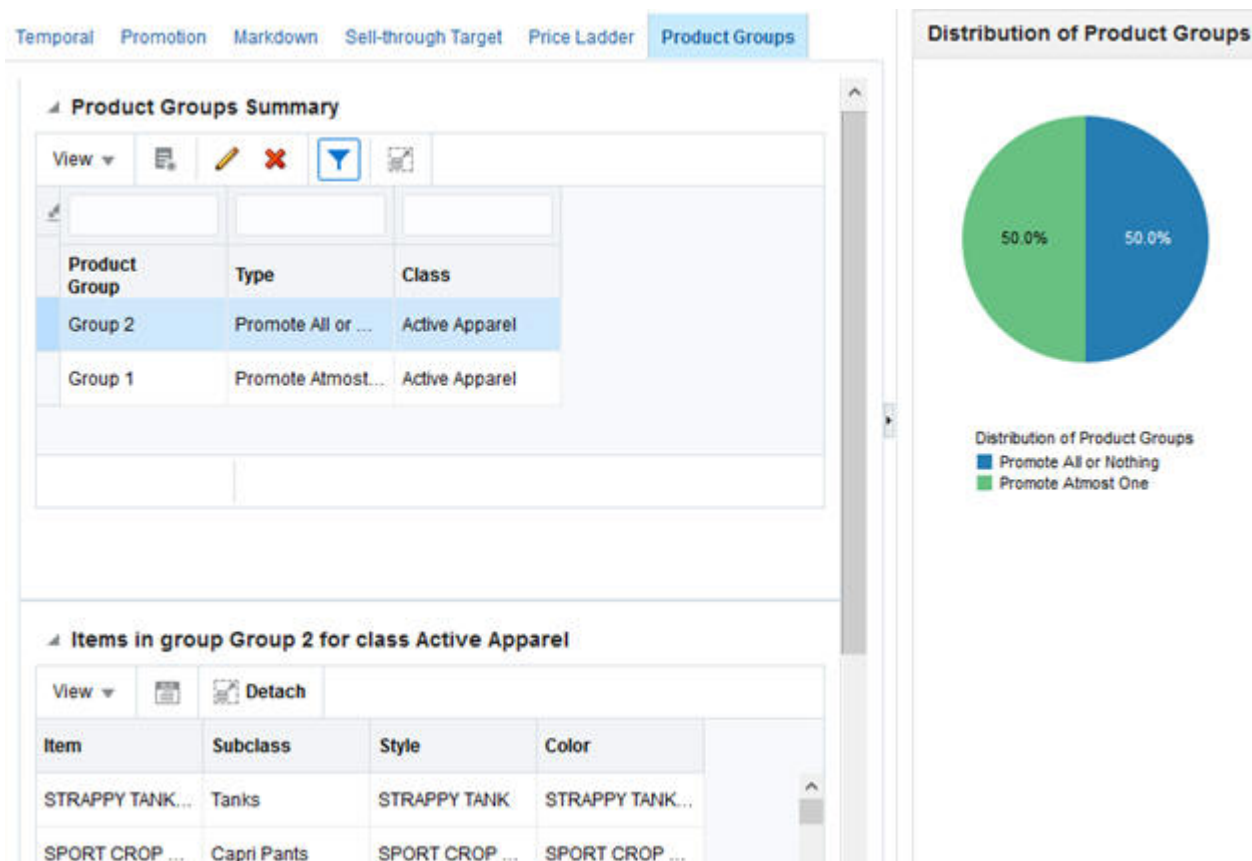 Temporal Promotion Markdown Sell-through Target Price Ladder Product Groups
Product Groups Summary
View
Product Group Type Class
Group 2 Promote All or ... Active Apparel
Group 1 Promote Atmost... Active Apparel
Items in group Group 2 for class Active Apparel
View Detach
Item Subclass Style Color
STRAPPY TANK... Tanks STRAPPY TANK STRAPPY TANK...
SPORT CROP ... Capri Pants SPORT CROP ... SPORT CROP ...
Distribution of Product Groups
50.0% 50.0%
Distribution of Product Groups
Promote All or Nothing
Promote Atmost One